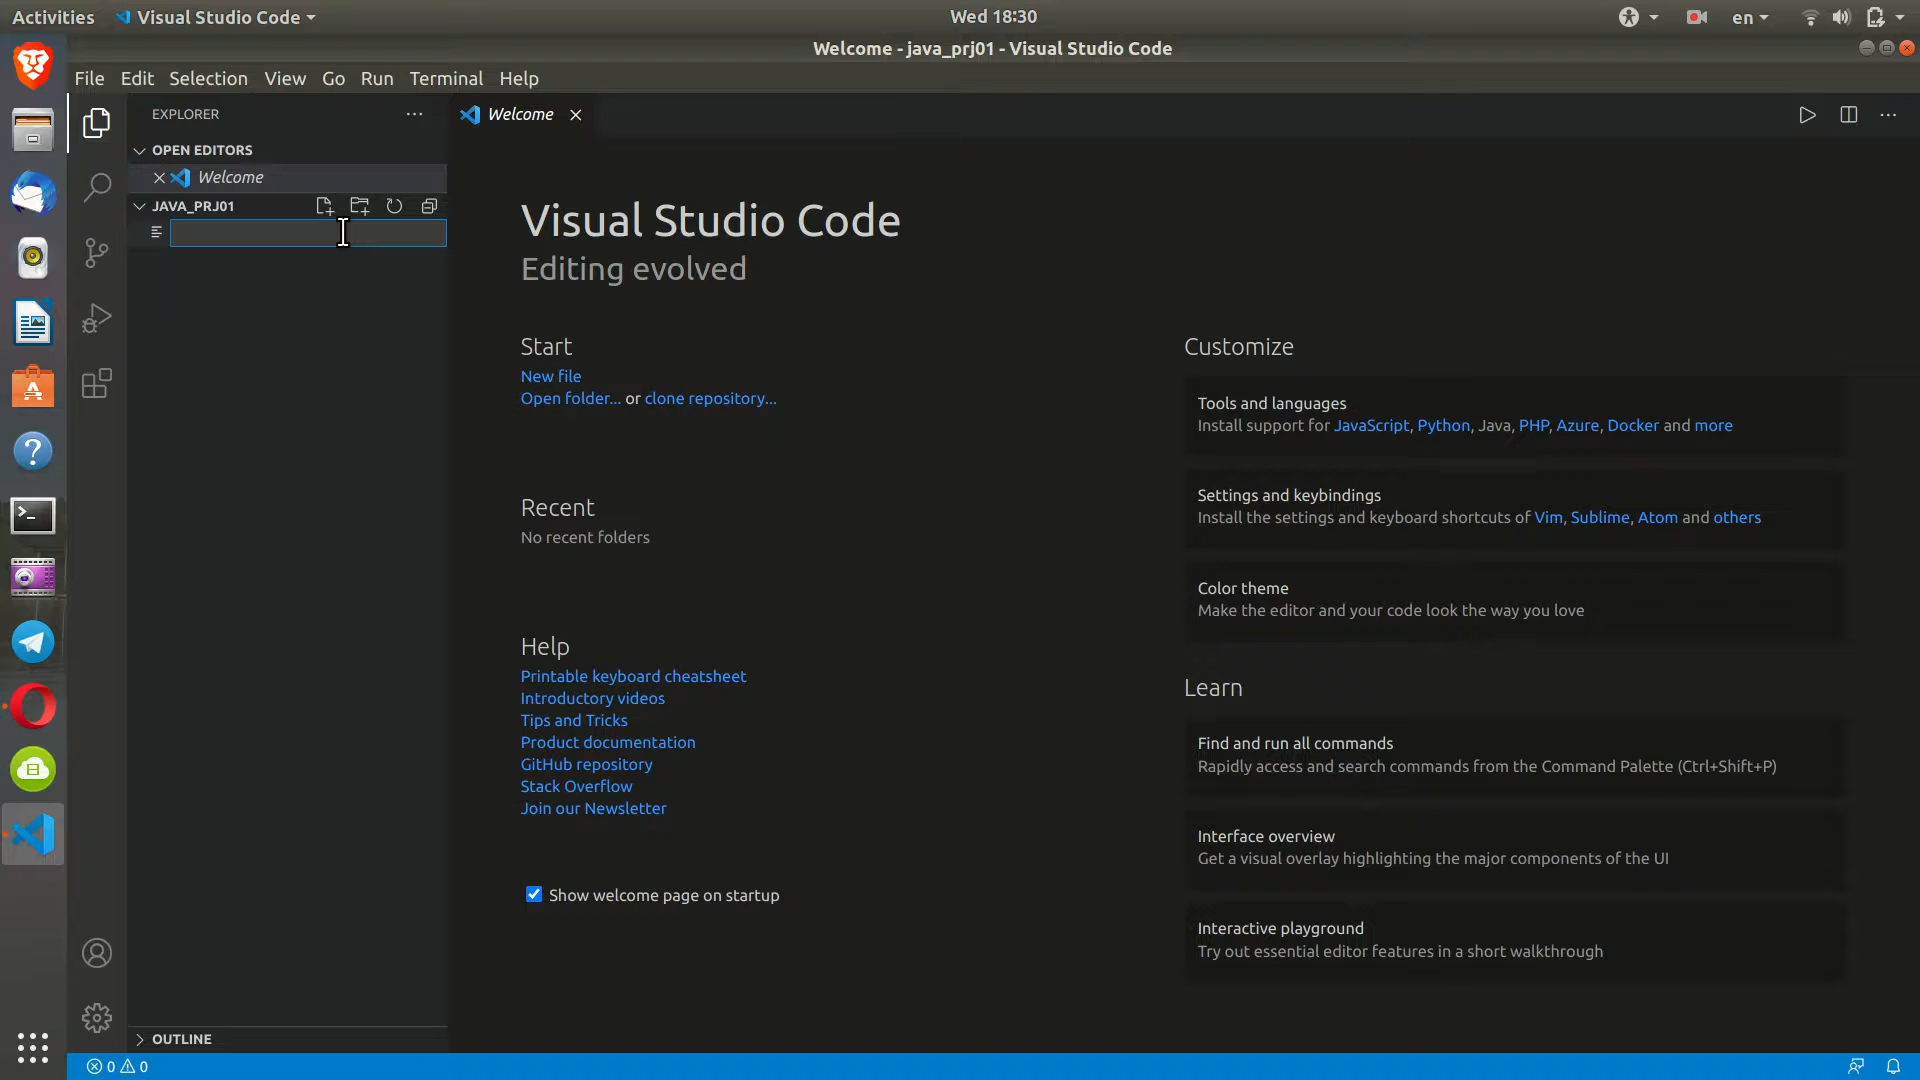 Activities
Visual Studio Code
Wed 18:30
en
Welcome - java_prj01 - Visual Studio Code
File Edit Selection View Go Run Terminal Help
EXPLORER
Welcome
OPEN EDITORS
Welcome
JAVA_PRJ01
Visual Studio Code
Editing evolved
Start
New file
Open folder... or clone repository...
Recent
No recent folders
Help
Printable keyboard cheatsheet
Introductory videos
Tips and Tricks
Product documentation
GitHub repository
Stack Overflow
Join our Newsletter
Show welcome page on startup
Customize
Tools and languages
Install support for JavaScript, Python, Java, PHP, Azure, Docker and more
Settings and keybindings
Install the settings and keyboard shortcuts of Vim, Sublime, Atom and others
Color theme
Make the editor and your code look the way you love
Learn
Find and run all commands
Rapidly access and search commands from the Command Palette (Ctrl+Shift+P)
Interface overview
Get a visual overlay highlighting the major components of the UI
Interactive playground
Try out essential editor features in a short walkthrough
OUTLINE
0 0